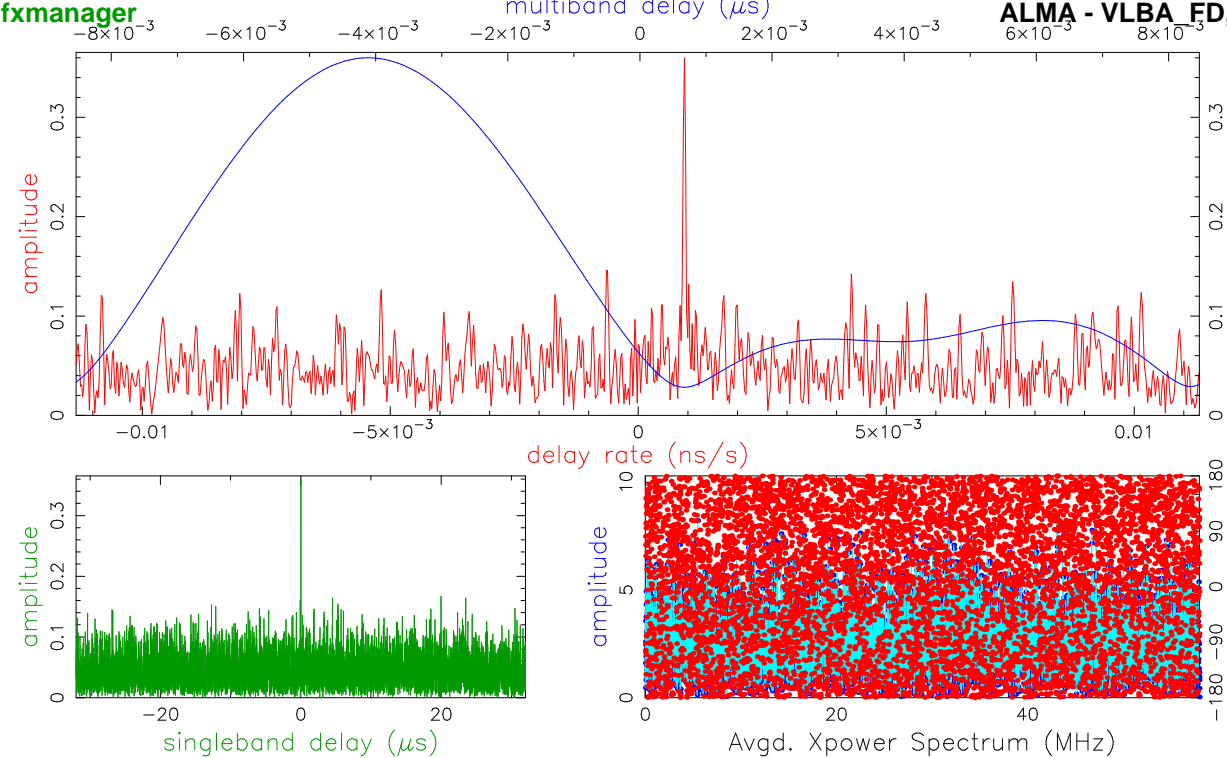 fxmanager
multiband delay (μs)
ALMA - VLBA_FD
−8×10⁻³ −6×10⁻³ −4×10⁻³ −2×10⁻³ 0 2×10⁻³ 4×10⁻³ 6×10⁻³ 8×10⁻³
amplitude
0 0.1 0.2 0.3
0 0.1 0.2 0.3
−0.01 −5×10⁻³ 0 5×10⁻³ 0.01
delay rate (ns/s)
amplitude
0 0.1 0.2 0.3
−20 0 20
singleband delay (μs)
amplitude
0 5 10
−180 −90 0 90 180
0 20 40
Avgd. Xpower Spectrum (MHz)